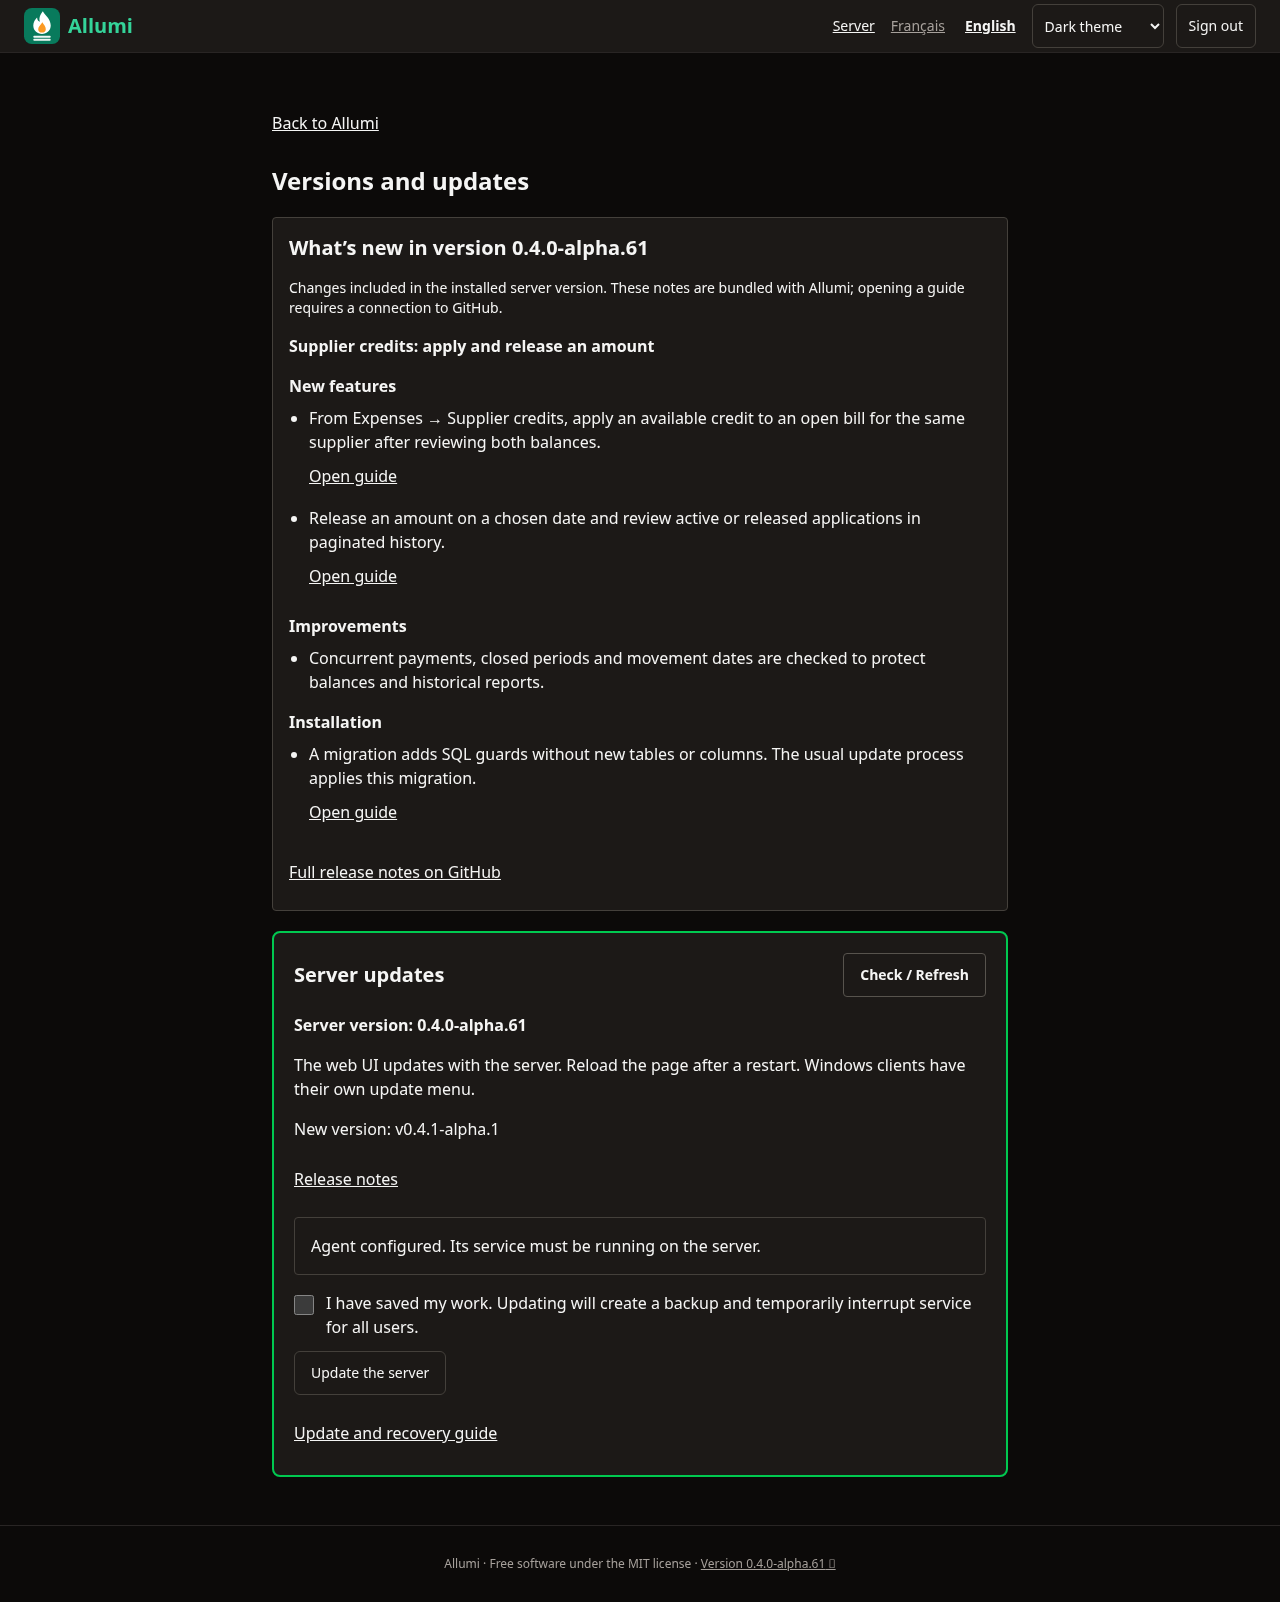 Allumi
Server Français English Dark theme Sign out
Back to Allumi
Versions and updates
What’s new in version 0.4.0-alpha.61
Changes included in the installed server version. These notes are bundled with Allumi; opening a guide
requires a connection to GitHub.
Supplier credits: apply and release an amount
New features
• From Expenses → Supplier credits, apply an available credit to an open bill for the same
supplier after reviewing both balances.
Open guide
• Release an amount on a chosen date and review active or released applications in
paginated history.
Open guide
Improvements
• Concurrent payments, closed periods and movement dates are checked to protect
balances and historical reports.
Installation
• A migration adds SQL guards without new tables or columns. The usual update process
applies this migration.
Open guide
Full release notes on GitHub
Server updates
Check / Refresh
Server version: 0.4.0-alpha.61
The web UI updates with the server. Reload the page after a restart. Windows clients have
their own update menu.
New version: v0.4.1-alpha.1
Release notes
Agent configured. Its service must be running on the server.
I have saved my work. Updating will create a backup and temporarily interrupt service
for all users.
Update the server
Update and recovery guide
Allumi · Free software under the MIT license · Version 0.4.0-alpha.61